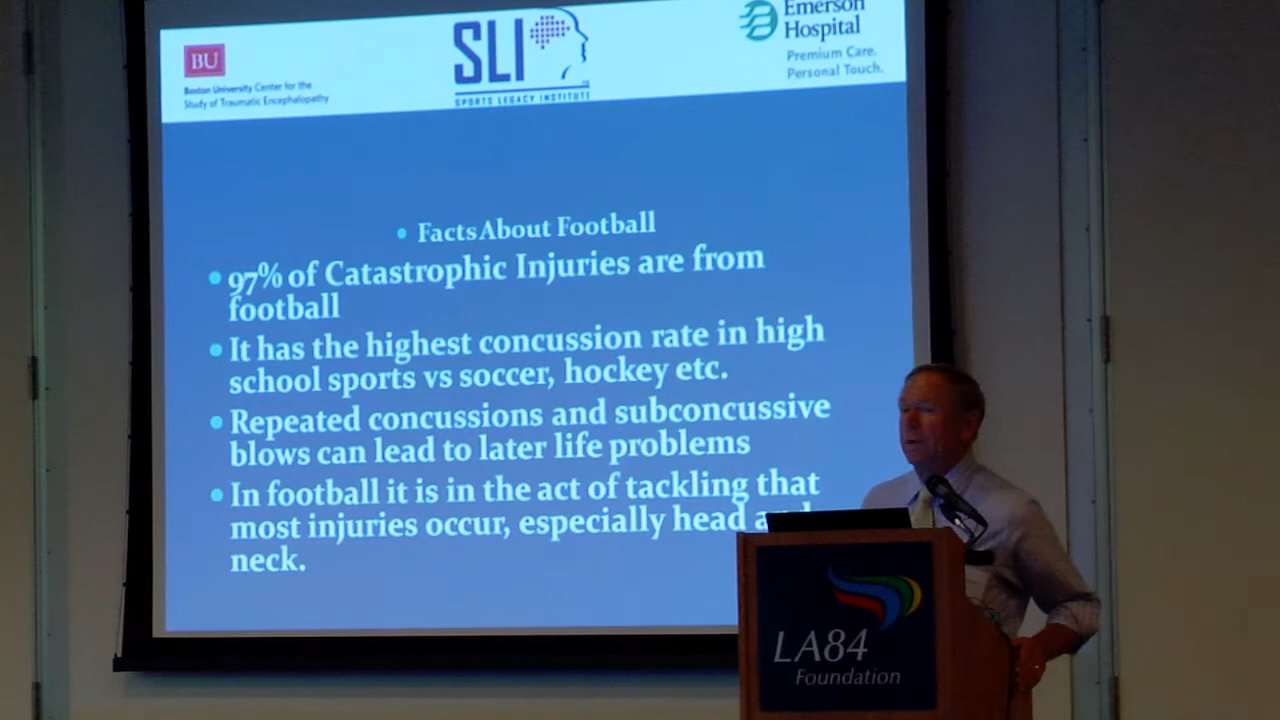 BU
Boston University Center for the
Study of Traumatic Encephalopathy
SLI
SPORTS LEGACY INSTITUTE
Emerson
Hospital
Premium Care.
Personal Touch.
• Facts About Football
• 97% of Catastrophic Injuries are from
football
• It has the highest concussion rate in high
school sports vs soccer, hockey etc.
• Repeated concussions and subconcussive
blows can lead to later life problems
• In football it is in the act of tackling that
most injuries occur, especially head and
neck.
LA84
Foundation